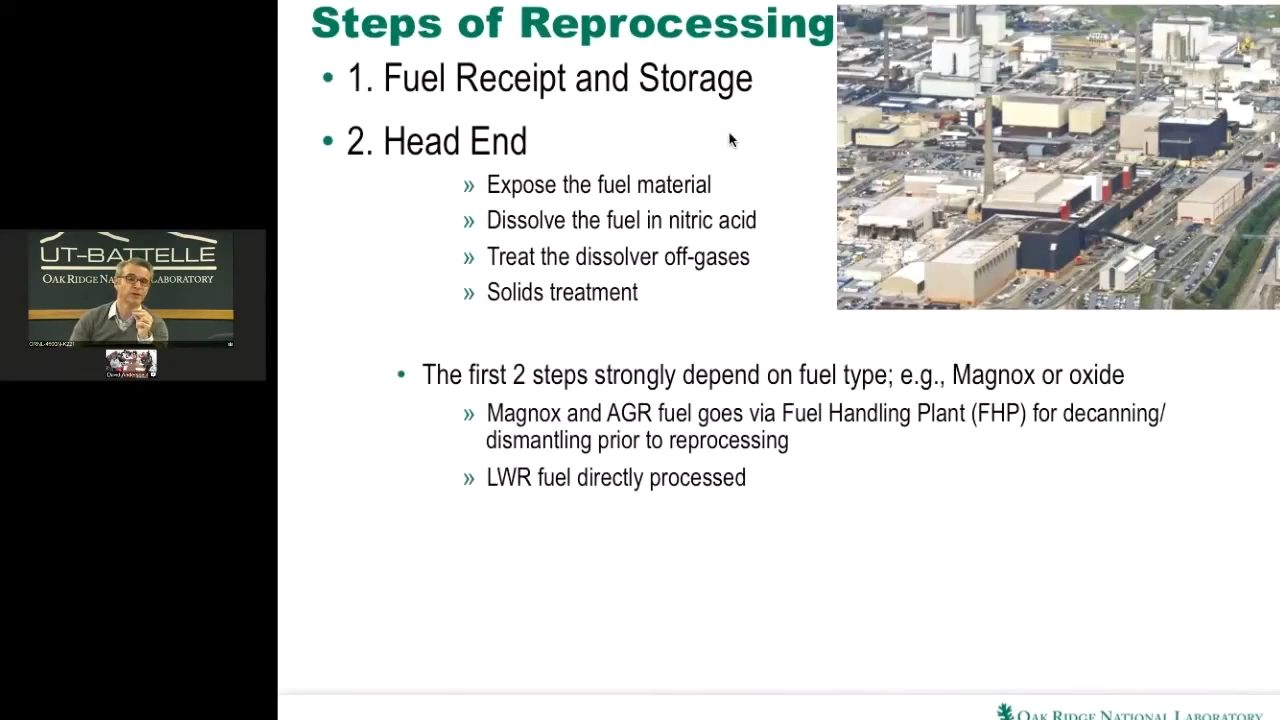 Steps of Reprocessing
• 1. Fuel Receipt and Storage
• 2. Head End
» Expose the fuel material
» Dissolve the fuel in nitric acid
» Treat the dissolver off-gases
» Solids treatment
• The first 2 steps strongly depend on fuel type; e.g., Magnox or oxide
» Magnox and AGR fuel goes via Fuel Handling Plant (FHP) for decanning/
dismantling prior to reprocessing
» LWR fuel directly processed
UT-BATTELLE
OAK RIDGE NATIONAL LABORATORY
OAK RIDGE NATIONAL LABORATORY